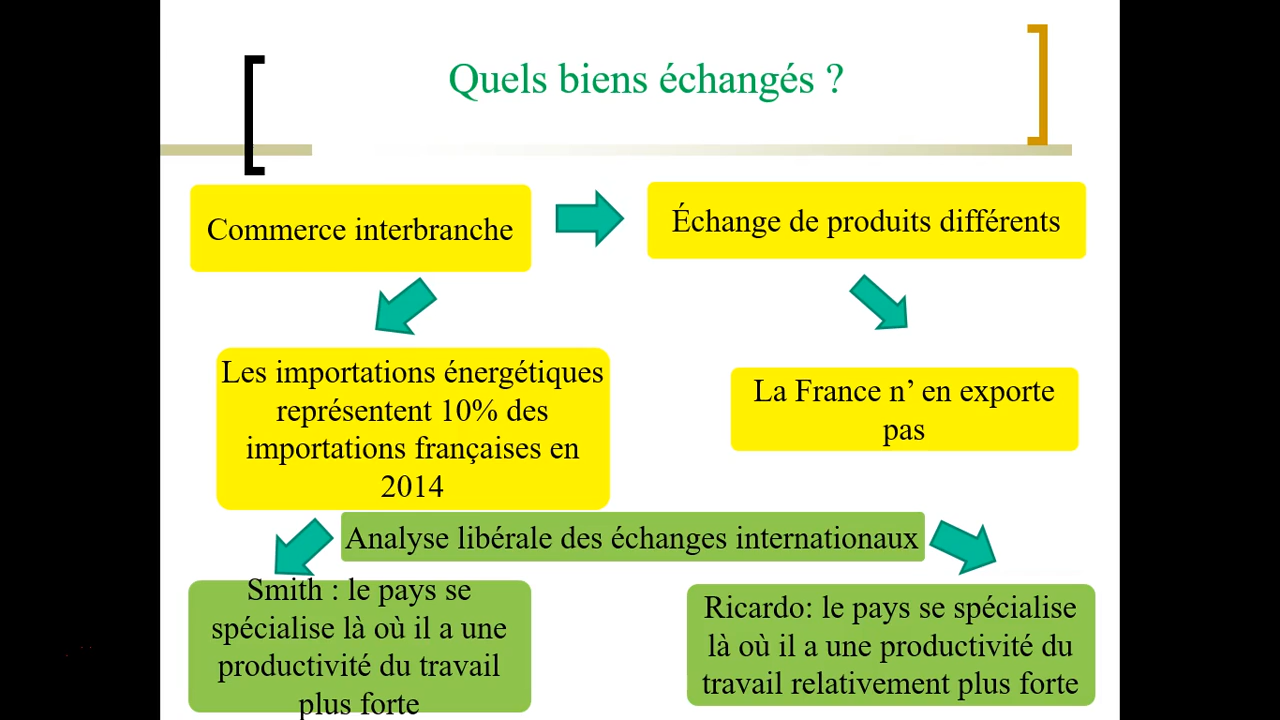 Quels biens échangés ?
Commerce interbranche
Échange de produits différents
Les importations énergétiques
représentent 10% des
importations françaises en
2014
La France n’ en exporte
pas
Analyse libérale des échanges internationaux
Smith : le pays se
spécialise là où il a une
productivité du travail
plus forte
Ricardo: le pays se spécialise
là où il a une productivité du
travail relativement plus forte